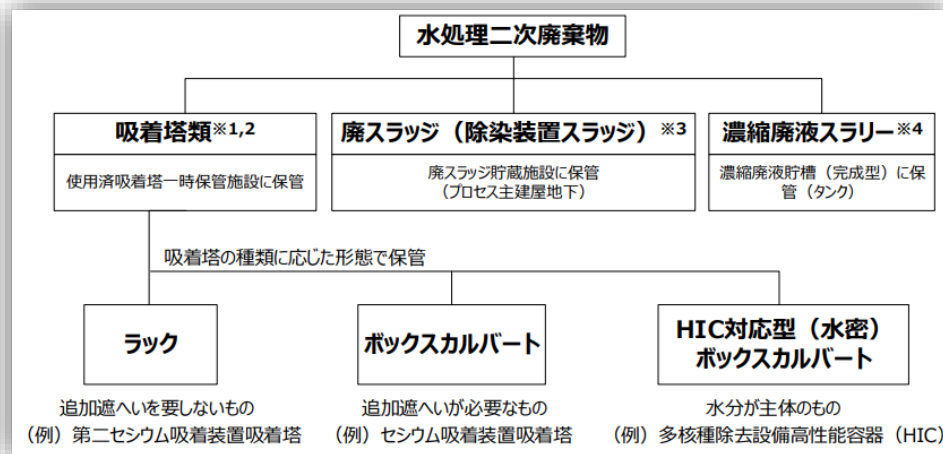 水処理二次廃棄物
吸着塔類※1,2
使用済吸着塔一時保管施設に保管
廃スラッジ（除染装置スラッジ）※3
廃スラッジ貯蔵施設に保管
（プロセス主建屋地下）
濃縮廃液スラリー※4
濃縮廃液貯槽（完成型）に保
管（タンク）
吸着塔の種類に応じた形態で保管
ラック
追加遮へいを要しないもの
（例）第二セシウム吸着装置吸着塔
ボックスカルバート
追加遮へいが必要なもの
（例）セシウム吸着装置吸着塔
HIC対応型（水密）
ボックスカルバート
水分が主体のもの
（例）多核種除去設備高性能容器（HIC）